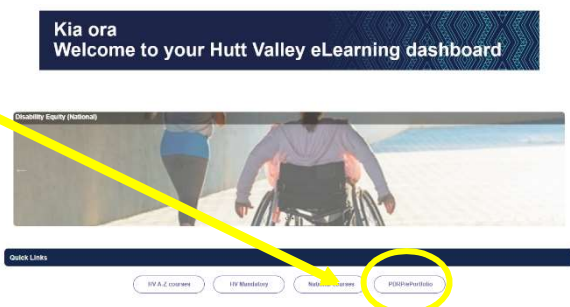 Kia ora
Welcome to your Hutt Valley eLearning dashboard
Disability Equity (National)
Quick Links
HV A-Z courses
HV Mandatory
National courses
PDRPrePortfolio